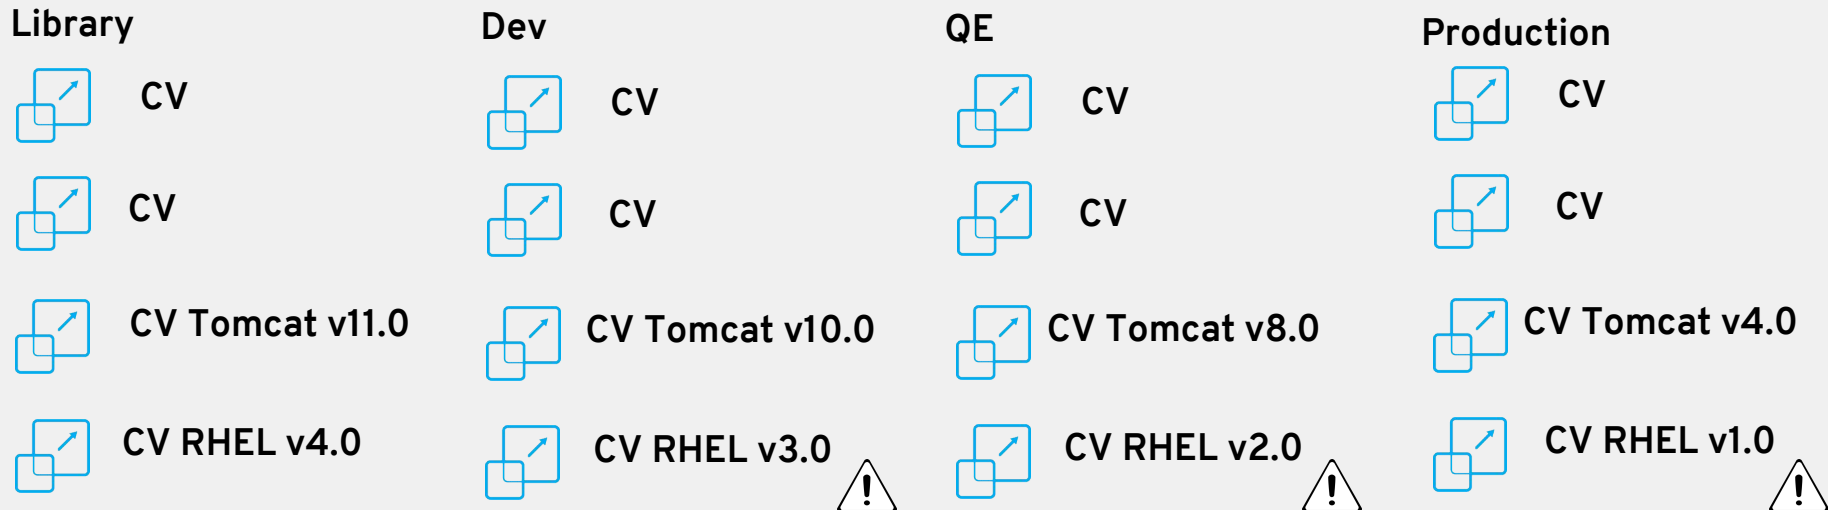 Library
Dev
QE
Production
CV
CV
CV
CV
CV
CV
CV
CV
CV Tomcat v11.0
CV Tomcat v10.0
CV Tomcat v8.0
CV Tomcat v4.0
CV RHEL v4.0
CV RHEL v3.0
CV RHEL v2.0
CV RHEL v1.0